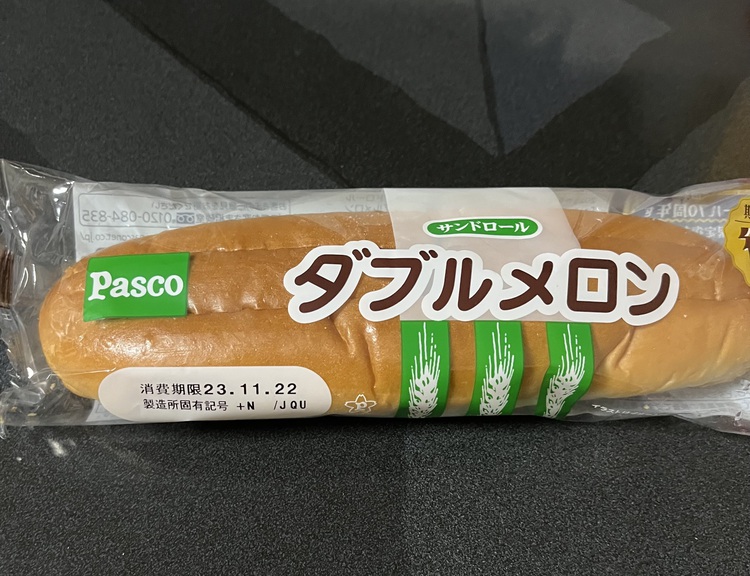 0120-084-835
サンドロール
Pasco
ダブルメロン
消費期限23.11.22
製造所固有記号 +N /JQU